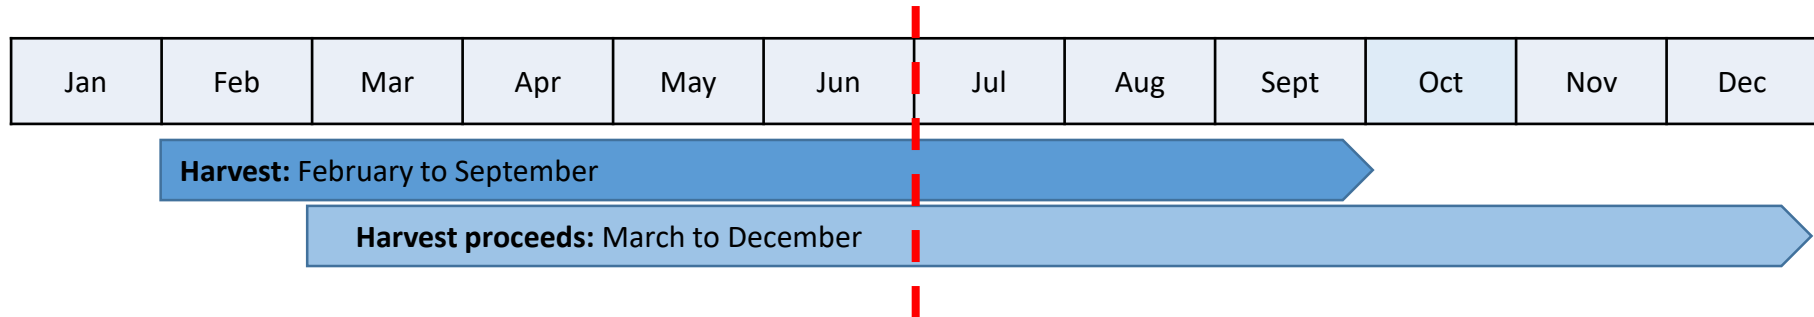 Jan Feb Mar Apr May Jun Jul Aug Sept Oct Nov Dec
Harvest: February to September
Harvest proceeds: March to December